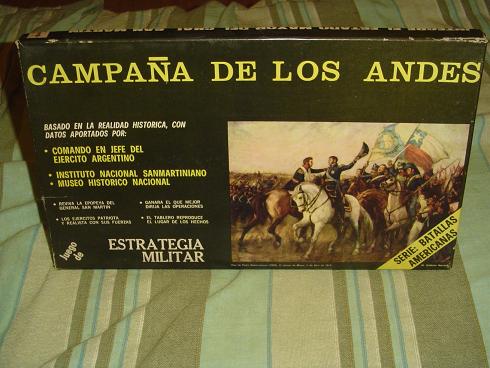 CAMPAÑA DE LOS ANDES
BASADO EN LA REALIDAD HISTORICA, CON
DATOS APORTADOS POR:
• COMANDO EN JEFE DEL
EJERCITO ARGENTINO
• INSTITUTO NACIONAL SANMARTINIANO
• MUSEO HISTORICO NACIONAL
• REVIVA LA EPOPEYA DEL
GENERAL SAN MARTIN
• LOS EJERCITOS PATRIOTA
Y REALISTA CON SUS FUERZAS
• GANARA EL QUE MEJOR
DIRIJA LAS OPERACIONES
• EL TABLERO REPRODUCE
EL LUGAR DE LOS HECHOS
Juego de
ESTRATEGIA
MILITAR
SERIE: BATALLAS
AMERICANAS